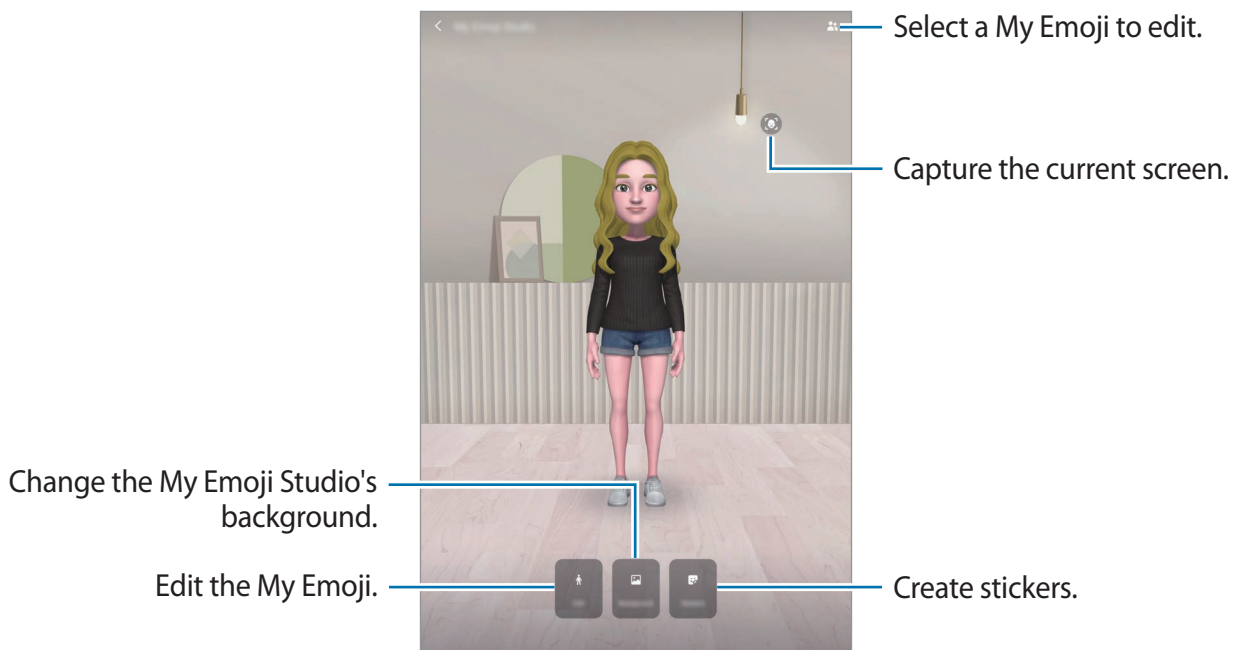 Select a My Emoji to edit.
Capture the current screen.
Change the My Emoji Studio's
background.
Edit the My Emoji.
Create stickers.